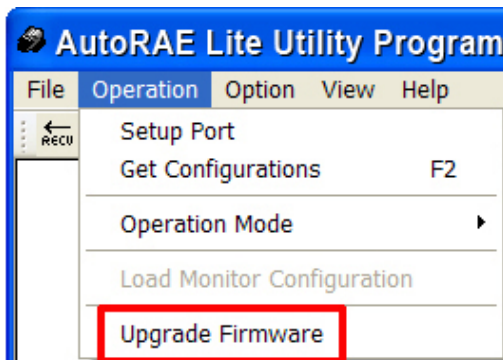 AutoRAE Lite Utility Program
File Operation Option View Help
RECV
Setup Port
Get Configurations F2
Operation Mode
Load Monitor Configuration
Upgrade Firmware